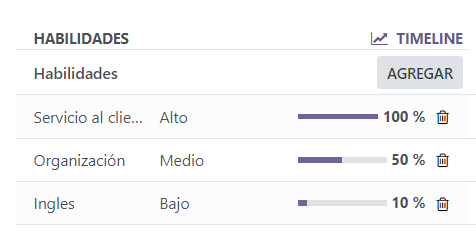 HABILIDADES TIMELINE
Habilidades AGREGAR
Servicio al clie... Alto 100 %
Organización Medio 50 %
Ingles Bajo 10 %